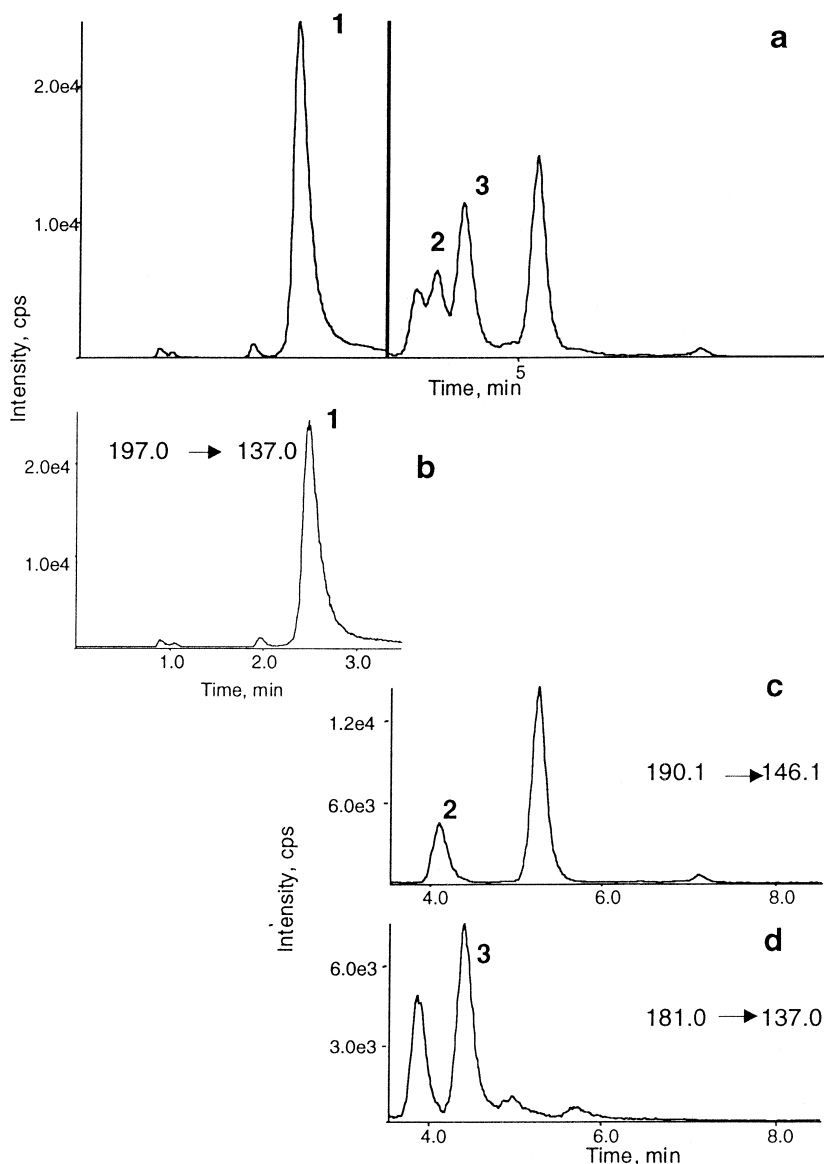 1
a
2.0e4
3
2
1.0e4
Intensity, cps
5
Time, min
1
197.0 → 137.0
b
2.0e4
1.0e4
1.0 2.0 3.0
Time, min
c
1.2e4
190.1 → 146.1
6.0e3
2
4.0 6.0 8.0
Intensity, cps
d
3
6.0e3
181.0 → 137.0
3.0e3
4.0 6.0 8.0
Time, min